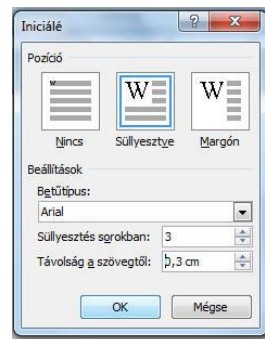 Iniciálé
Pozíció
W
W
W
Nincs
Süllyesztve
Margón
Beállítások
Betűtípus:
Arial
Süllyesztés sorokban: 3
Távolság a szövegtől: 0,3 cm
OK
Mégse